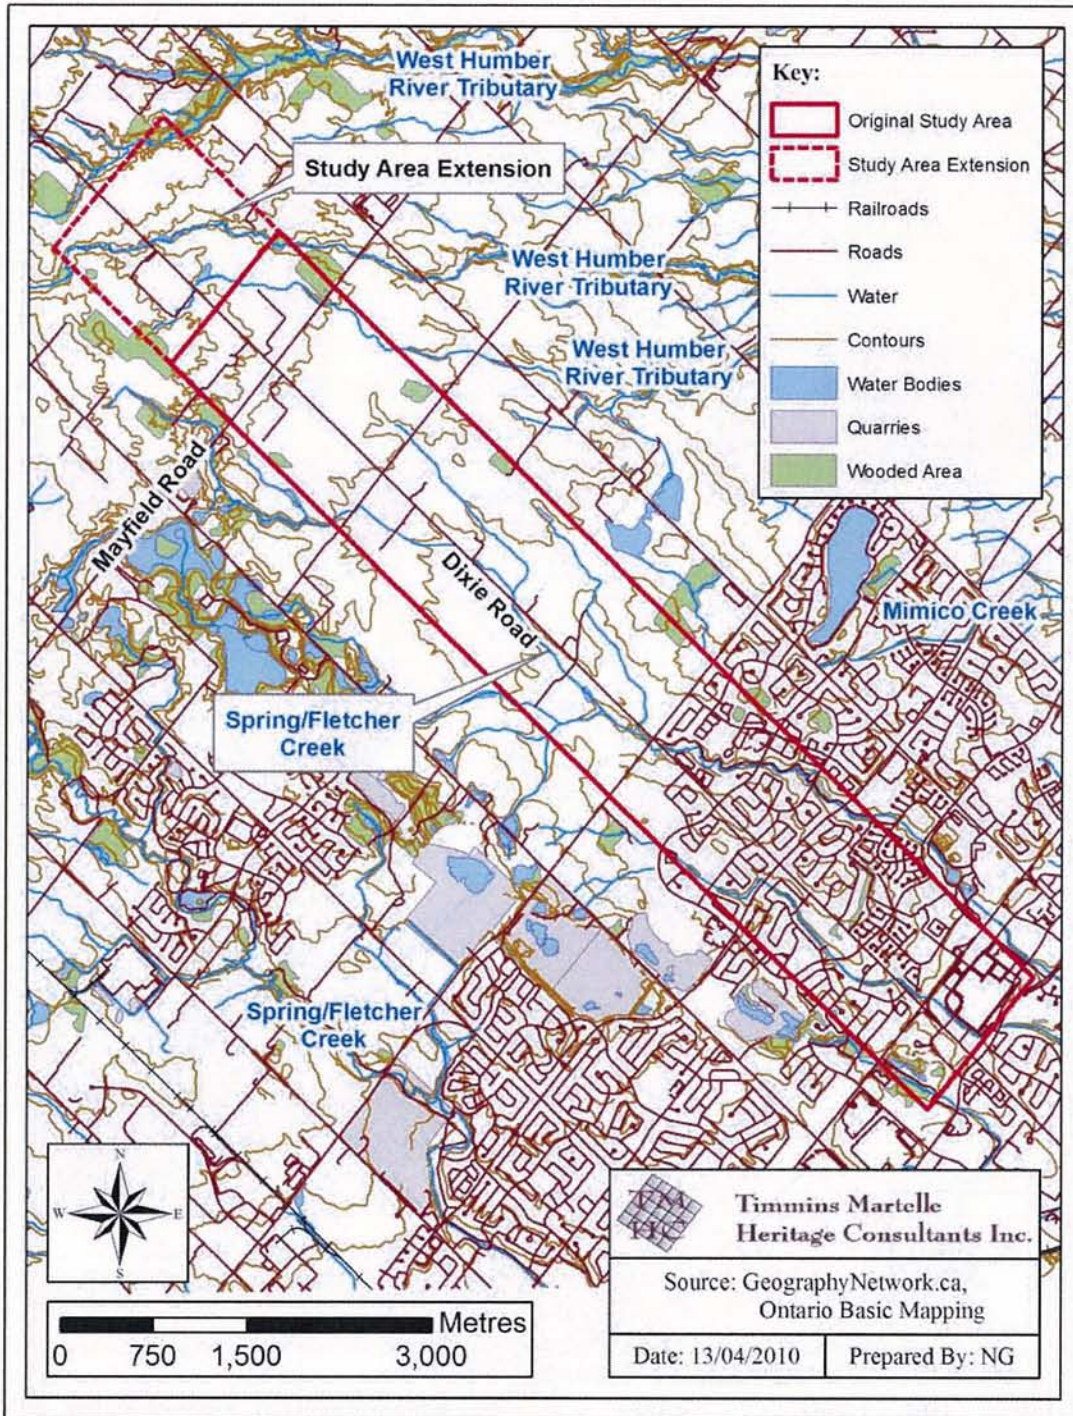 West Humber
River Tributary
Key:
Original Study Area
Study Area Extension
Study Area Extension
Railroads
Roads
West Humber
River Tributary
Water
Contours
West Humber
River Tributary
Water Bodies
Quarries
Wooded Area
Mayfield Road
Dixie Road
Mimico Creek
Spring/Fletcher
Creek
Spring/Fletcher
Creek
N
W E
S
TM
HC
Timmins Martelle
Heritage Consultants Inc.
Source: GeographyNetwork.ca,
Ontario Basic Mapping
Date: 13/04/2010 Prepared By: NG
Metres
0 750 1,500 3,000